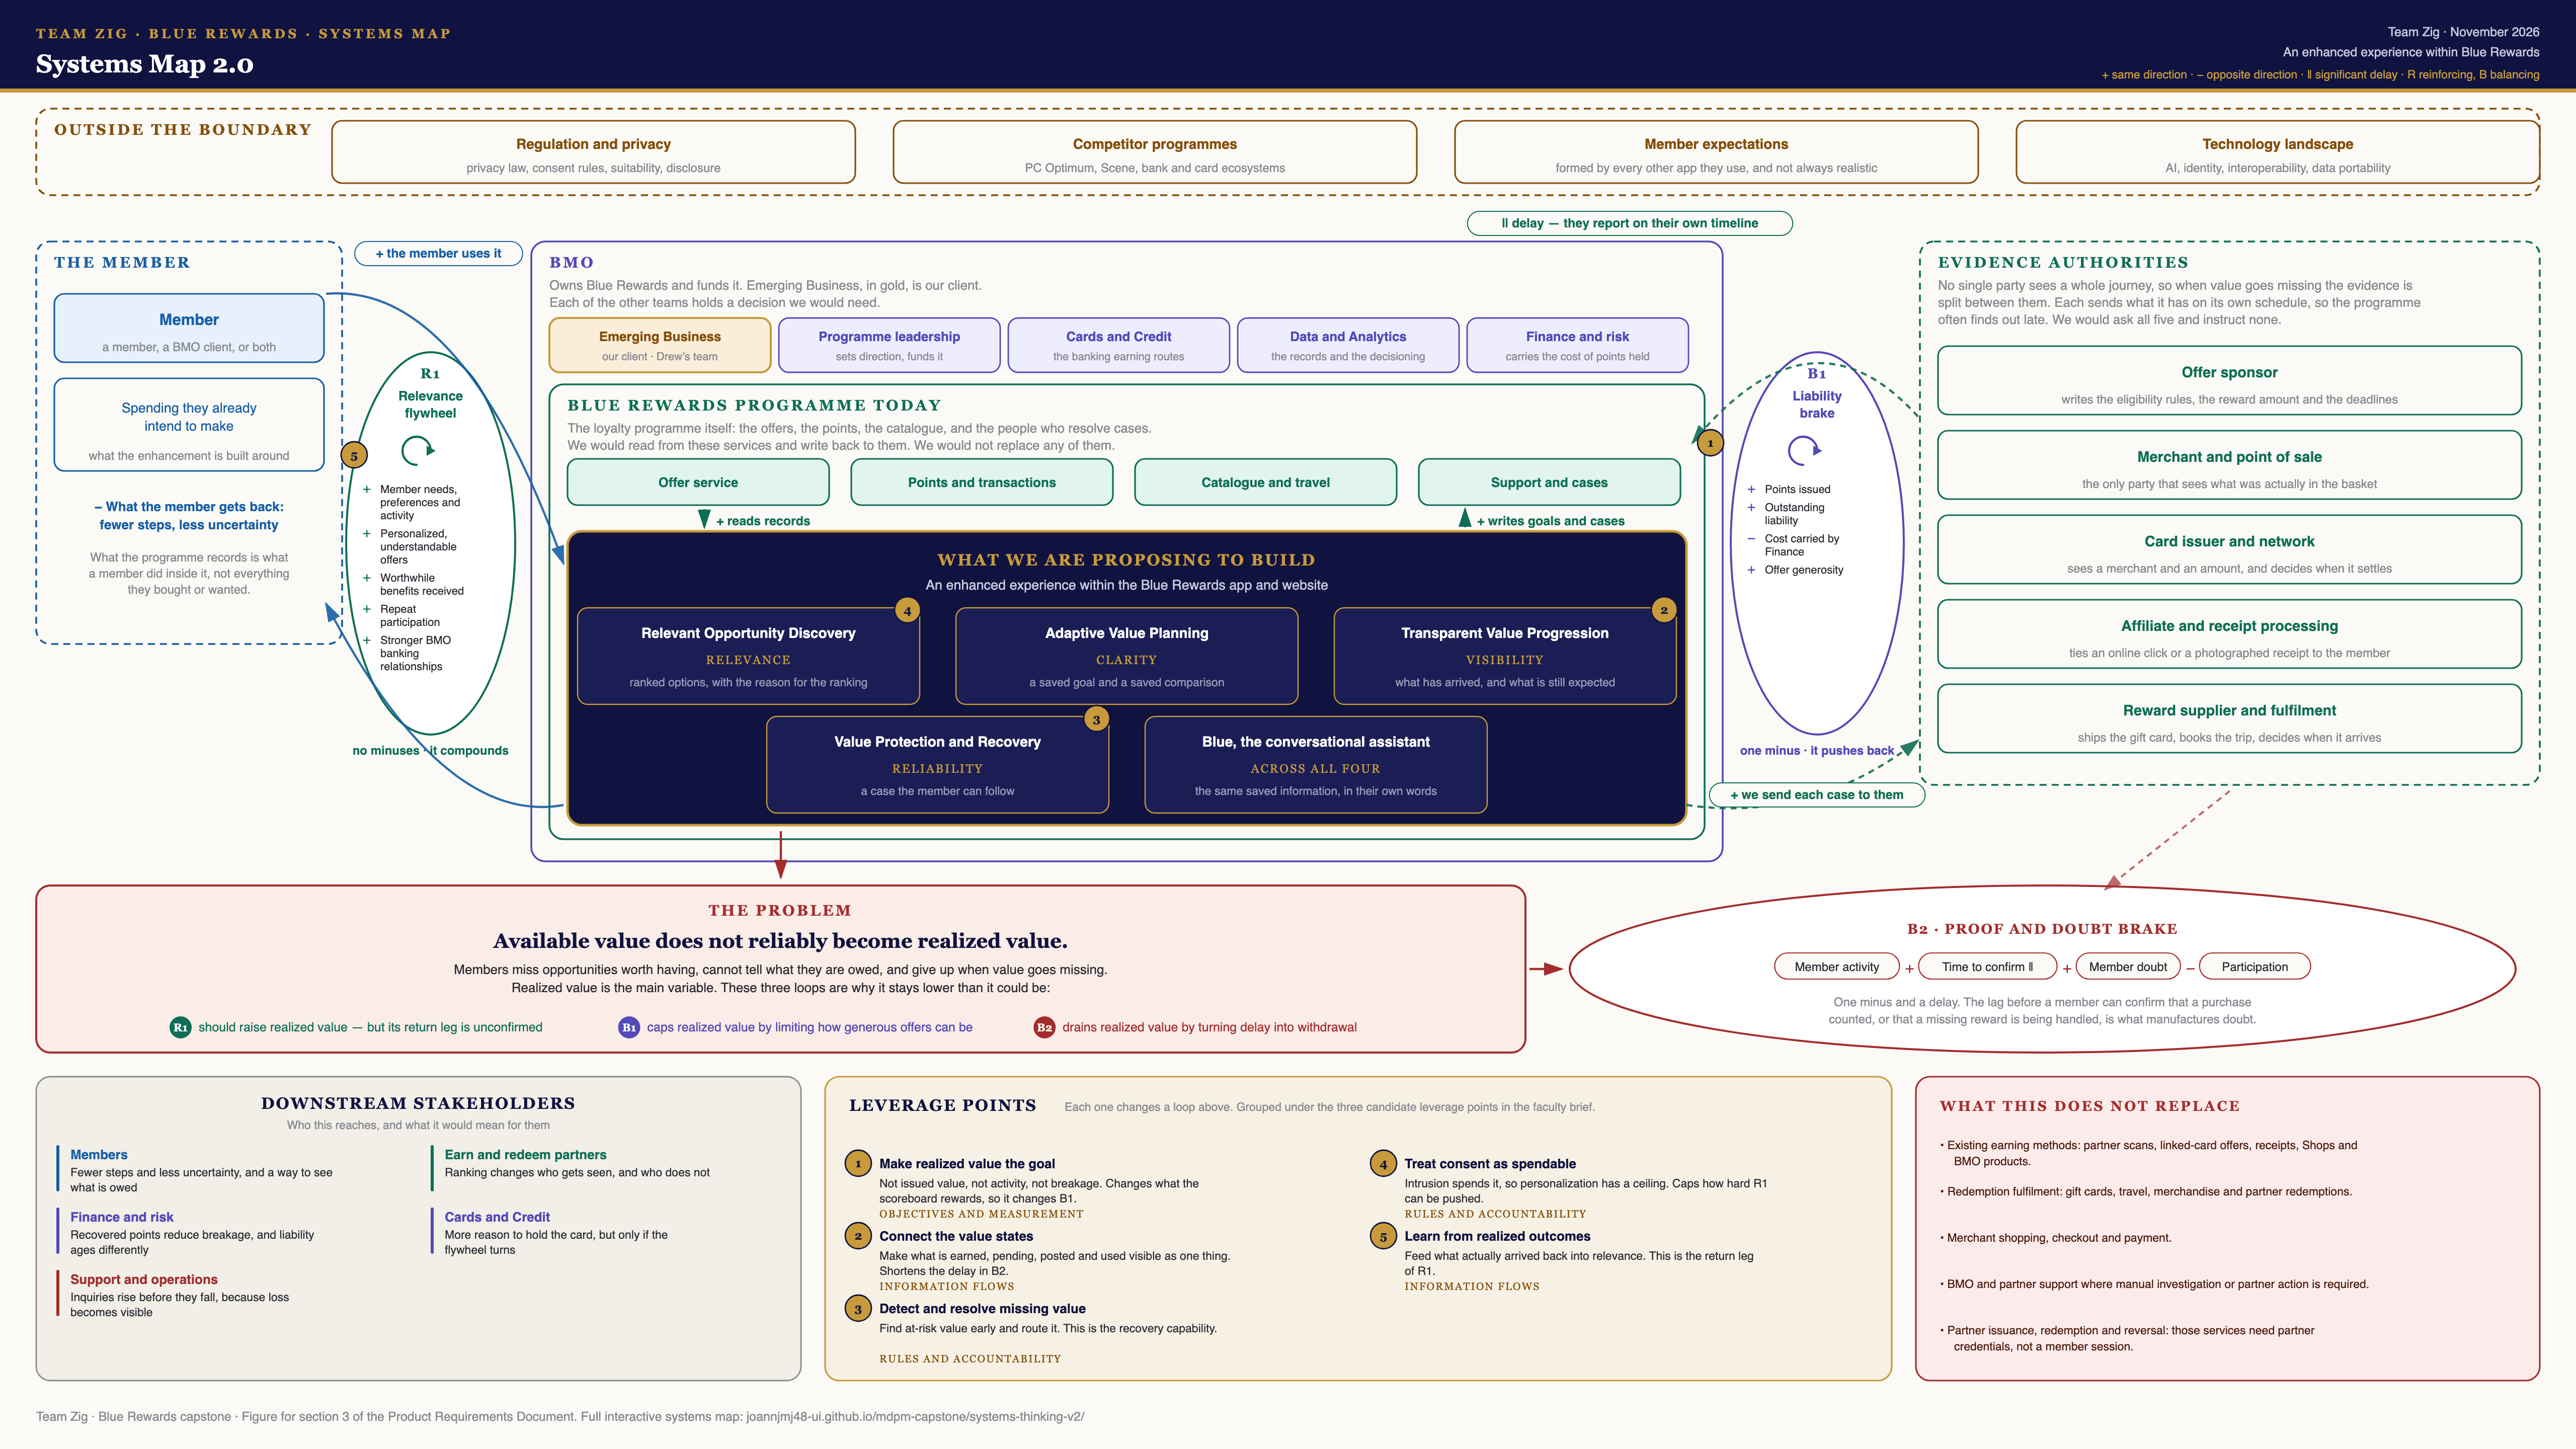 TEAM ZIG · BLUE REWARDS · SYSTEMS MAP
Systems Map 2.0
Team Zig · November 2026
An enhanced experience within Blue Rewards
+ same direction · – opposite direction · ‖ significant delay · R reinforcing, B balancing
OUTSIDE THE BOUNDARY
Regulation and privacy
privacy law, consent rules, suitability, disclosure
Competitor programmes
PC Optimum, Scene, bank and card ecosystems
Member expectations
formed by every other app they use, and not always realistic
Technology landscape
AI, identity, interoperability, data portability
‖ delay — they report on their own timeline
THE MEMBER
+ the member uses it
Member
a member, a BMO client, or both
Spending they already
intend to make
what the enhancement is built around
– What the member gets back:
fewer steps, less uncertainty
What the programme records is what
a member did inside it, not everything
they bought or wanted.
5
R1
Relevance
flywheel
+ Member needs,
preferences and
activity
+ Personalized,
understandable
offers
+ Worthwhile
benefits received
+ Repeat
participation
+ Stronger BMO
banking
relationships
no minuses · it compounds
BMO
Owns Blue Rewards and funds it. Emerging Business, in gold, is our client.
Each of the other teams holds a decision we would need.
Emerging Business
our client · Drew's team
Programme leadership
sets direction, funds it
Cards and Credit
the banking earning routes
Data and Analytics
the records and the decisioning
Finance and risk
carries the cost of points held
BLUE REWARDS PROGRAMME TODAY
The loyalty programme itself: the offers, the points, the catalogue, and the people who resolve cases.
We would read from these services and write back to them. We would not replace any of them.
1
Offer service
Points and transactions
Catalogue and travel
Support and cases
+ reads records
+ writes goals and cases
WHAT WE ARE PROPOSING TO BUILD
An enhanced experience within the Blue Rewards app and website
4
Relevant Opportunity Discovery
RELEVANCE
ranked options, with the reason for the ranking
Adaptive Value Planning
CLARITY
a saved goal and a saved comparison
2
Transparent Value Progression
VISIBILITY
what has arrived, and what is still expected
3
Value Protection and Recovery
RELIABILITY
a case the member can follow
Blue, the conversational assistant
ACROSS ALL FOUR
the same saved information, in their own words
B1
Liability
brake
+ Points issued
+ Outstanding
liability
– Cost carried by
Finance
+ Offer generosity
one minus · it pushes back
+ we send each case to them
EVIDENCE AUTHORITIES
No single party sees a whole journey, so when value goes missing the evidence is
split between them. Each sends what it has on its own schedule, so the programme
often finds out late. We would ask all five and instruct none.
Offer sponsor
writes the eligibility rules, the reward amount and the deadlines
Merchant and point of sale
the only party that sees what was actually in the basket
Card issuer and network
sees a merchant and an amount, and decides when it settles
Affiliate and receipt processing
ties an online click or a photographed receipt to the member
Reward supplier and fulfilment
ships the gift card, books the trip, decides when it arrives
THE PROBLEM
Available value does not reliably become realized value.
Members miss opportunities worth having, cannot tell what they are owed, and give up when value goes missing.
Realized value is the main variable. These three loops are why it stays lower than it could be:
R1 should raise realized value — but its return leg is unconfirmed
B1 caps realized value by limiting how generous offers can be
B2 drains realized value by turning delay into withdrawal
B2 · PROOF AND DOUBT BRAKE
Member activity + Time to confirm ‖ + Member doubt – Participation
One minus and a delay. The lag before a member can confirm that a purchase
counted, or that a missing reward is being handled, is what manufactures doubt.
DOWNSTREAM STAKEHOLDERS
Who this reaches, and what it would mean for them
Members
Fewer steps and less uncertainty, and a way to see
what is owed
Earn and redeem partners
Ranking changes who gets seen, and who does not
Finance and risk
Recovered points reduce breakage, and liability
ages differently
Cards and Credit
More reason to hold the card, but only if the
flywheel turns
Support and operations
Inquiries rise before they fall, because loss
becomes visible
LEVERAGE POINTS
Each one changes a loop above. Grouped under the three candidate leverage points in the faculty brief.
1 Make realized value the goal
Not issued value, not activity, not breakage. Changes what the
scoreboard rewards, so it changes B1.
OBJECTIVES AND MEASUREMENT
2 Connect the value states
Make what is earned, pending, posted and used visible as one thing.
Shortens the delay in B2.
INFORMATION FLOWS
3 Detect and resolve missing value
Find at-risk value early and route it. This is the recovery capability.
RULES AND ACCOUNTABILITY
4 Treat consent as spendable
Intrusion spends it, so personalization has a ceiling. Caps how hard R1
can be pushed.
RULES AND ACCOUNTABILITY
5 Learn from realized outcomes
Feed what actually arrived back into relevance. This is the return leg
of R1.
INFORMATION FLOWS
WHAT THIS DOES NOT REPLACE
• Existing earning methods: partner scans, linked-card offers, receipts, Shops and
BMO products.
• Redemption fulfilment: gift cards, travel, merchandise and partner redemptions.
• Merchant shopping, checkout and payment.
• BMO and partner support where manual investigation or partner action is required.
• Partner issuance, redemption and reversal: those services need partner
credentials, not a member session.
Team Zig · Blue Rewards capstone · Figure for section 3 of the Product Requirements Document. Full interactive systems map: joannjmj48-ui.github.io/mdpm-capstone/systems-thinking-v2/